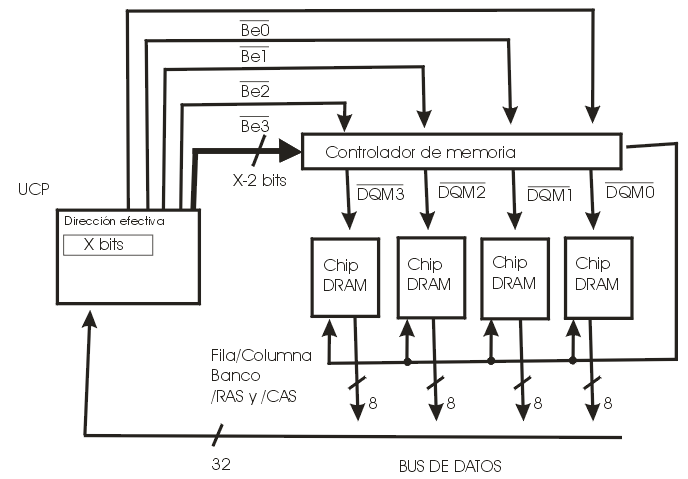 Be0
Be1
Be2
Be3
Controlador de memoria
X-2 bits
UCP
DQM3
DQM2
DQM1
DQM0
Dirección efectiva
X bits
Chip
DRAM
Chip
DRAM
Chip
DRAM
Chip
DRAM
Fila/Columna
Banco
/RAS y /CAS
8
8
8
8
32
BUS DE DATOS